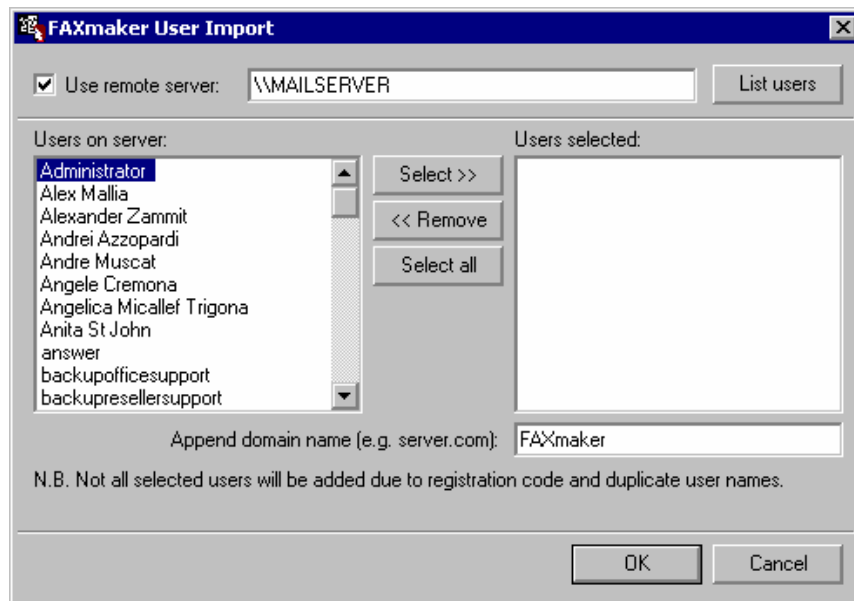 FAXmaker User Import
Use remote server: \\MAILSERVER List users
Users on server: Users selected:
Administrator
Alex Mallia
Alexander Zammit
Andrei Azzopardi
Andre Muscat
Angele Cremona
Angelica Micallef Trigona
Anita St John
answer
backupofficesupport
backupresellersupport
Select >>
<< Remove
Select all
Append domain name (e.g. server.com): FAXmaker
N.B. Not all selected users will be added due to registration code and duplicate user names.
OK Cancel